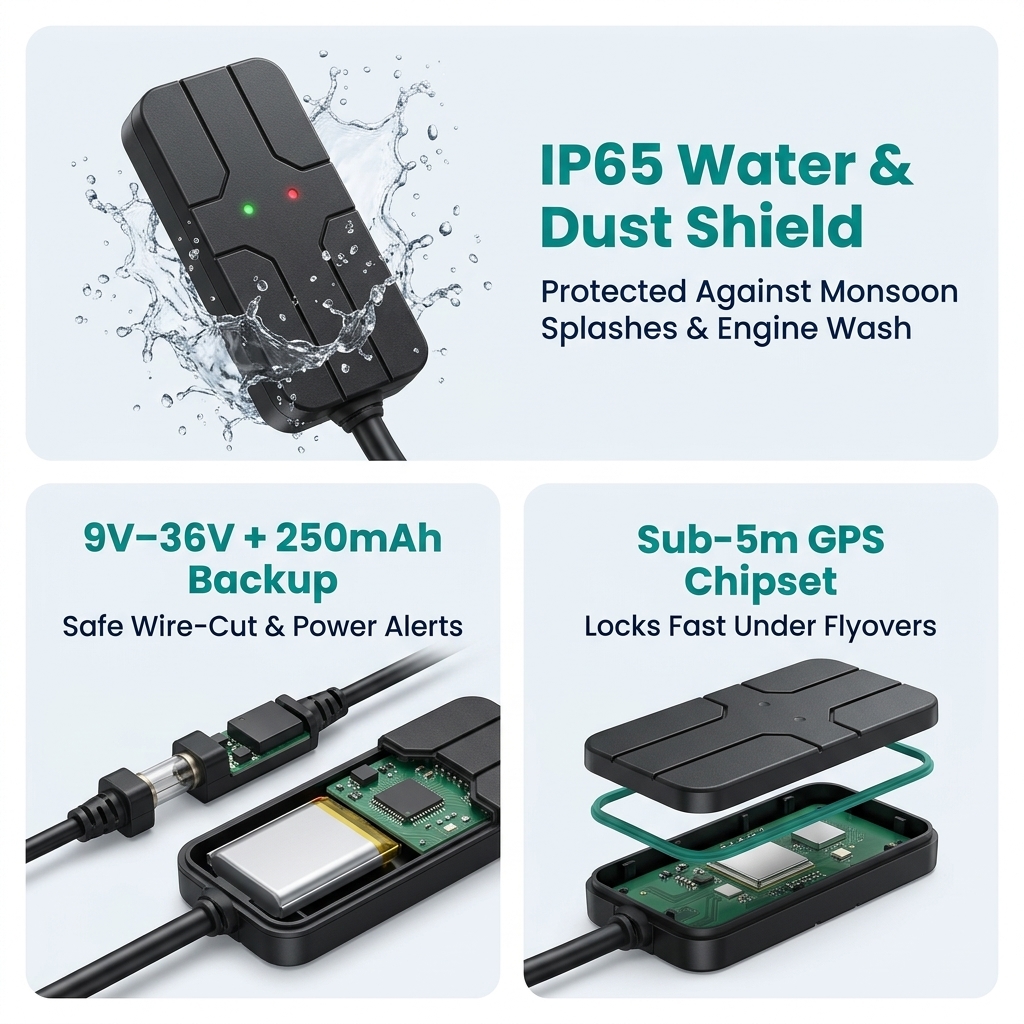 IP65 Water &
Dust Shield
Protected Against Monsoon
Splashes & Engine Wash
9V–36V + 250mAh
Backup
Safe Wire-Cut & Power Alerts
Sub-5m GPS
Chipset
Locks Fast Under Flyovers